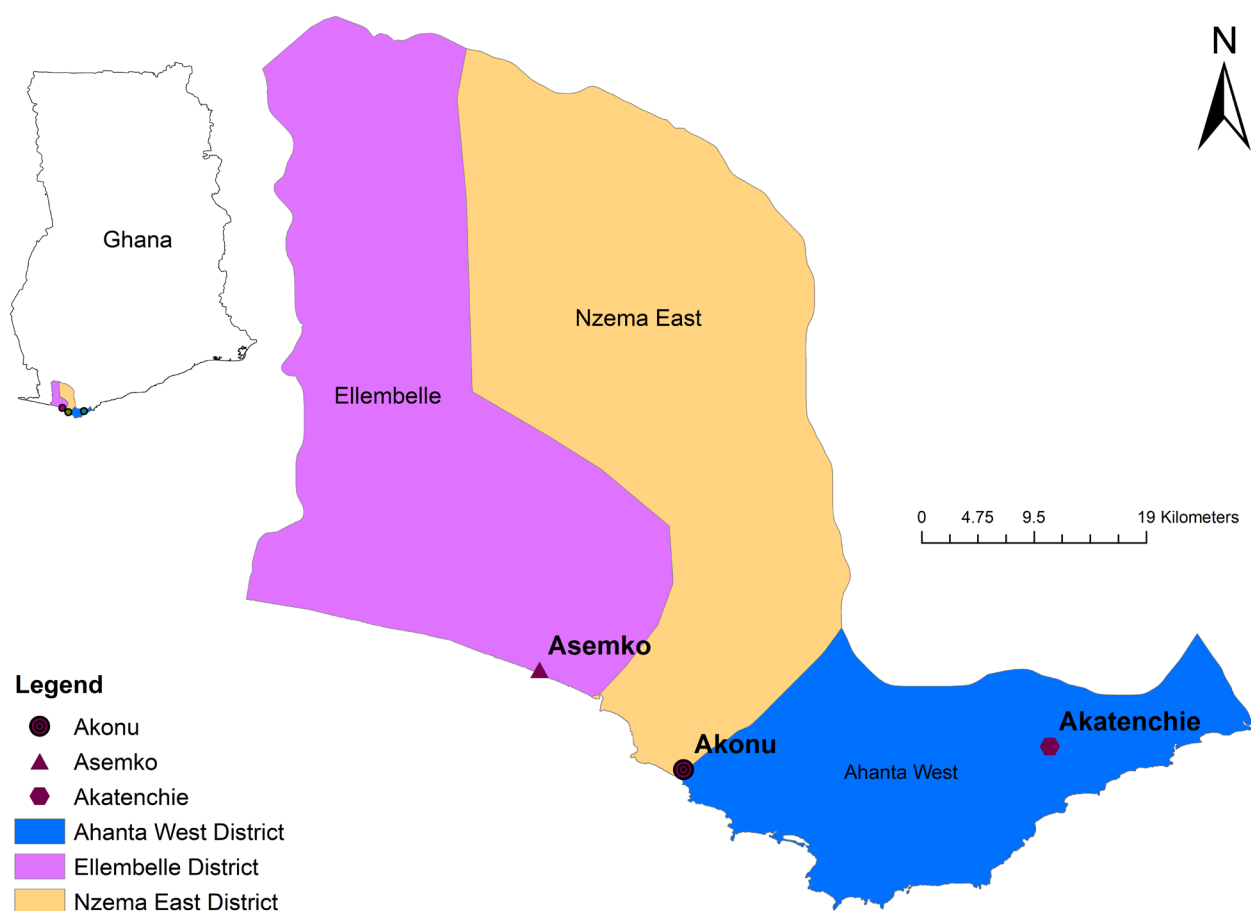 N
Ghana
Nzema East
Ellembelle
0 4.75 9.5 19 Kilometers
Asemko
Akonu
Akatenchie
Ahanta West
Legend
Akonu
Asemko
Akatenchie
Ahanta West District
Ellembelle District
Nzema East District